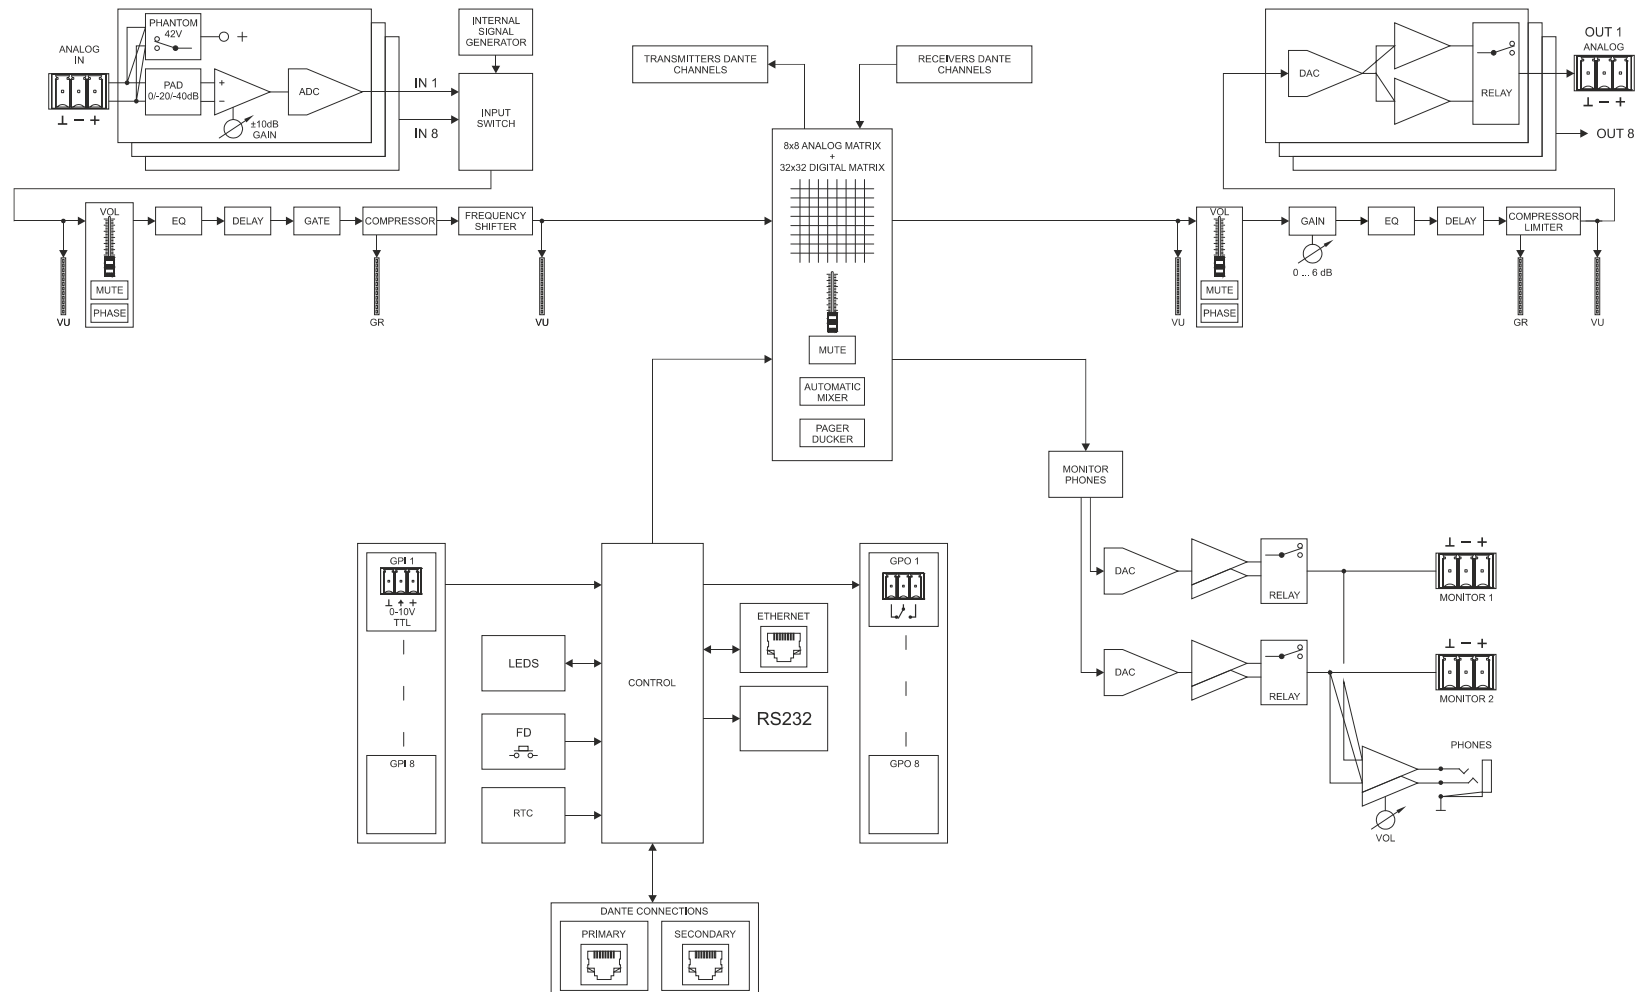 ANALOG
IN
⊥ − +
PHANTOM
42V
+
PAD
0/-20/-40dB
+
−
±10dB
GAIN
ADC
IN 1
IN 8
INTERNAL
SIGNAL
GENERATOR
INPUT
SWITCH
TRANSMITTERS DANTE
CHANNELS
RECEIVERS DANTE
CHANNELS
DAC
RELAY
OUT 1
ANALOG
⊥ − +
OUT 8
VU
VOL
MUTE
PHASE
EQ
DELAY
GATE
COMPRESSOR
GR
FREQUENCY
SHIFTER
VU
8x8 ANALOG MATRIX
+
32x32 DIGITAL MATRIX
MUTE
AUTOMATIC
MIXER
PAGER
DUCKER
VU
VOL
MUTE
PHASE
GAIN
0 ... 6 dB
EQ
DELAY
COMPRESSOR
LIMITER
GR
VU
MONITOR
PHONES
DAC
RELAY
⊥ − +
MONITOR 1
DAC
RELAY
⊥ − +
MONITOR 2
PHONES
VOL
GPI 1
⊥ ↑ +
0-10V
TTL
GPI 8
LEDS
FD
RTC
CONTROL
ETHERNET
RS232
GPO 1
GPO 8
DANTE CONNECTIONS
PRIMARY
SECONDARY